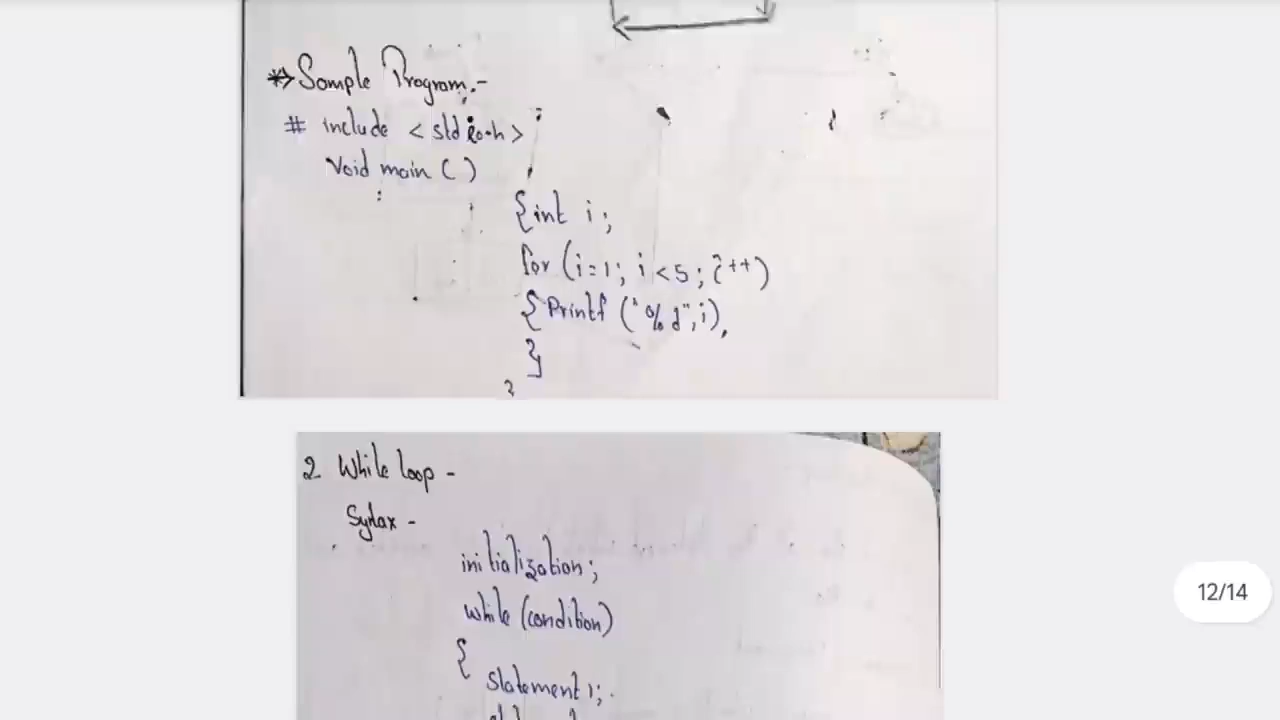 *⇒ Sample Program:-
# include < stdio.h >
Void main ( )
{ int i ;
for (i=1; i <5 ; i++)
{ Printf ("%d",i),
}
}
2 While loop -
Sytax -
initialization ;
while (condition)
{
Statement 1;
12/14